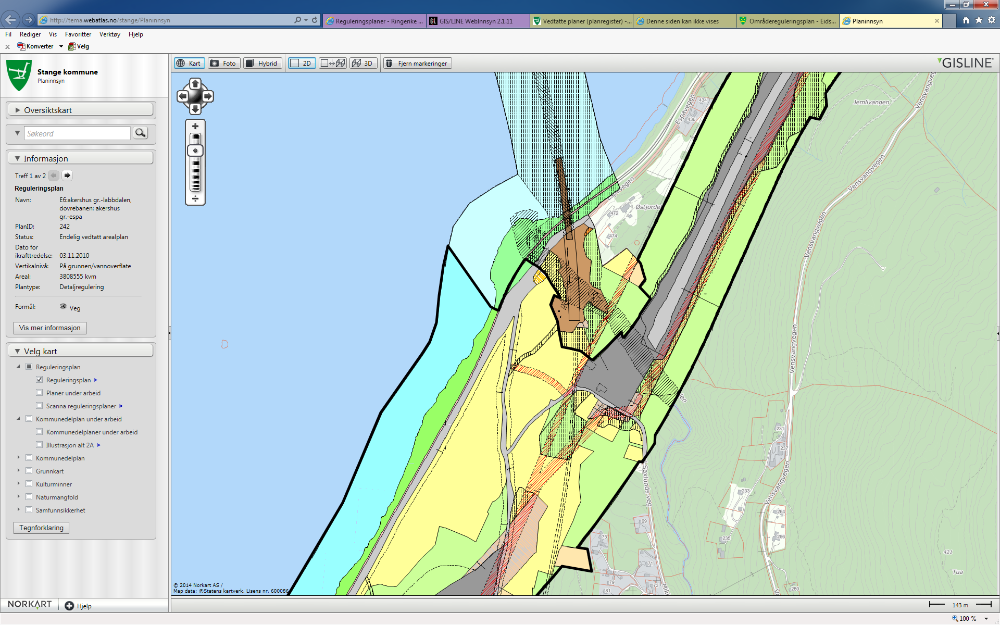 http://tema.webatlas.no/stange/Planinnsyn
Reguleringsplaner - Ringerike ...
GIS/LINE WebInnsyn 2.1.11
Vedtatte planer (planregister) -...
Denne siden kan ikke vises
Områdereguleringsplan - Eids...
Planinnsyn
Fil Rediger Vis Favoritter Verktøy Hjelp
x Konverter Velg
Stange kommune
Planinnsyn
Kart Foto Hybrid 2D 3D Fjern markeringer
GISLINE
Oversiktskart
Søkeord
Informasjon
Treff 1 av 2
Reguleringsplan
Navn: E6:akershus gr.-labbdalen,
dovrebanen: akershus
gr.-espa
PlanID: 242
Status: Endelig vedtatt arealplan
Dato for
ikrafttredelse: 03.11.2010
Vertikalnivå: På grunnen/vannoverflate
Areal: 3808555 kvm
Plantype: Detaljregulering
Formål: Veg
Vis mer informasjon
Velg kart
Reguleringsplan
Reguleringsplan
Planer under arbeid
Scanna reguleringsplaner
Kommunedelplan under arbeid
Kommunedelplaner under arbeid
Illustrasjon alt 2A
Kommunedelplan
Grunnkart
Kulturminner
Naturmangfold
Samfunnsikkerhet
Tegnforklaring
NORKART
Hjelp
Espavegen
434
436
Espavegen
472
Østjordet
474
Jemlivangen
Vensvangvegen
Vensvangvegen
Vensvangvegen
Vensvangvegen
Vensvangvegen
len
231
237
233
235
264
266
280
421
Tua
Saxlunds-veg
69
75
71
73
79
81
Mikl
Ve
D
© 2014 Norkart AS /
Map data: ©Statens kartverk. Lisens nr. 600086
143 m
100 %